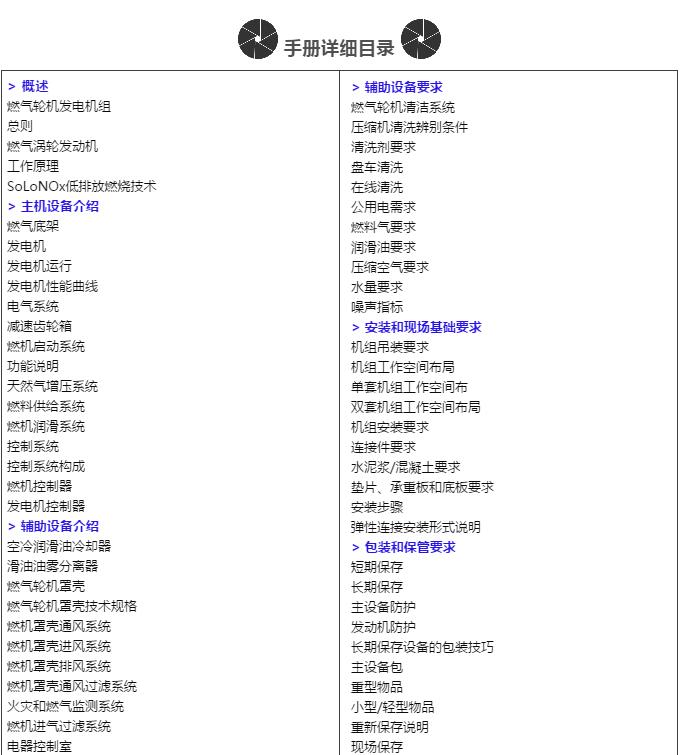 手册详细目录
> 概述
燃气轮机发电机组
总则
燃气涡轮发动机
工作原理
SoLoNOx低排放燃烧技术
> 主机设备介绍
燃气底架
发电机
发电机运行
发电机性能曲线
电气系统
减速齿轮箱
燃机启动系统
功能说明
天然气增压系统
燃料供给系统
燃机润滑系统
控制系统
控制系统构成
燃机控制器
发电机控制器
> 辅助设备介绍
空冷润滑油冷却器
滑油油雾分离器
燃气轮机罩壳
燃气轮机罩壳技术规格
燃机罩壳通风系统
燃机罩壳进风系统
燃机罩壳排风系统
燃机罩壳通风过滤系统
火灾和燃气监测系统
燃机进气过滤系统
电器控制室
> 辅助设备要求
燃气轮机清洁系统
压缩机清洗辨别条件
清洗剂要求
盘车清洗
在线清洗
公用电需求
燃料气要求
润滑油要求
压缩空气要求
水量要求
噪声指标
> 安装和现场基础要求
机组吊装要求
机组工作空间布局
单套机组工作空间布
双套机组工作空间布局
机组安装要求
连接件要求
水泥浆/混凝土要求
垫片、承重板和底板要求
安装步骤
弹性连接安装形式说明
> 包装和保管要求
短期保存
长期保存
主设备防护
发动机防护
长期保存设备的包装技巧
主设备包
重型物品
小型/轻型物品
重新保存说明
现场保存